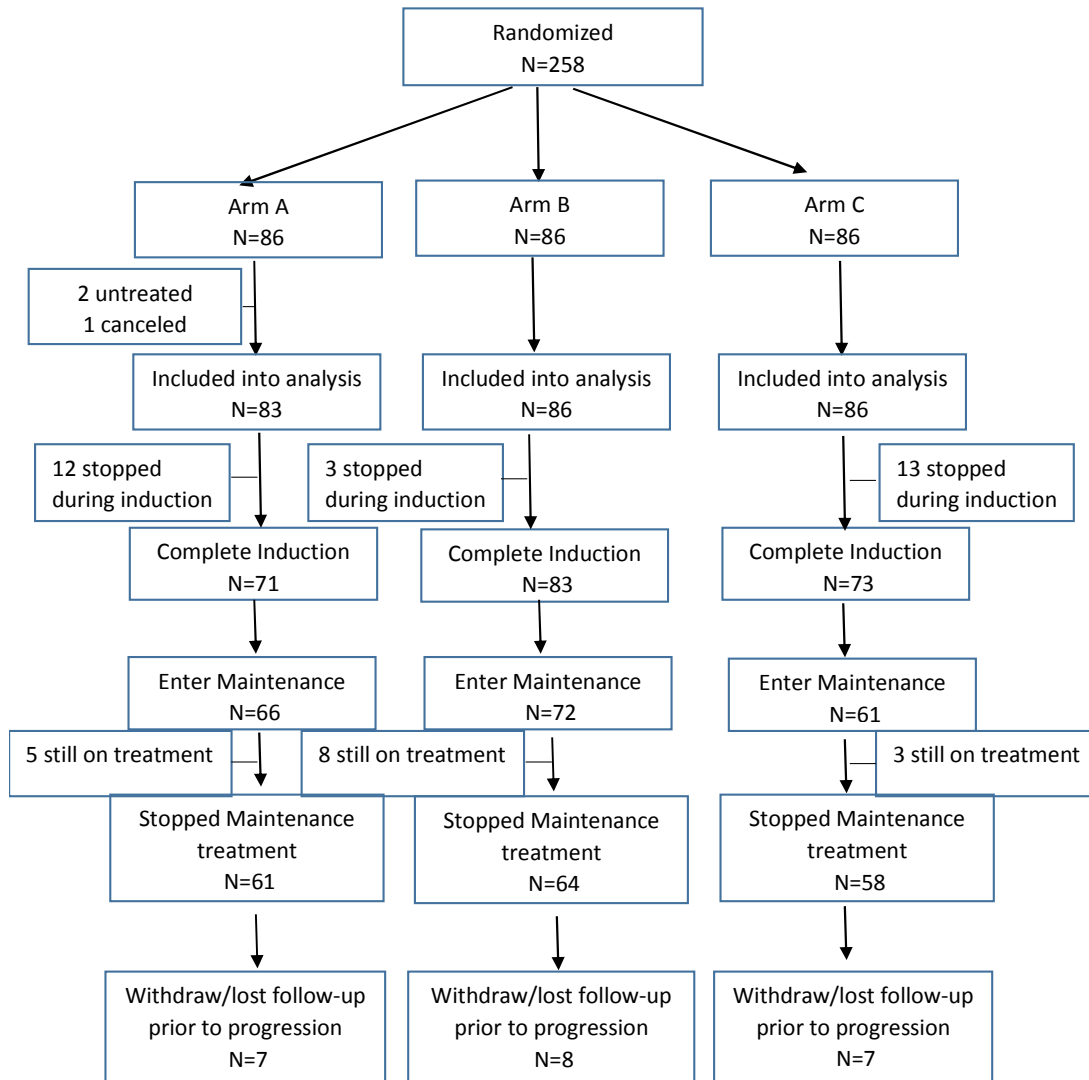 Randomized
N=258
Arm A
N=86
Arm B
N=86
Arm C
N=86
2 untreated
1 canceled
Included into analysis
N=83
Included into analysis
N=86
Included into analysis
N=86
12 stopped
during induction
3 stopped
during induction
13 stopped
during induction
Complete Induction
N=71
Complete Induction
N=83
Complete Induction
N=73
Enter Maintenance
N=66
Enter Maintenance
N=72
Enter Maintenance
N=61
5 still on treatment
8 still on treatment
3 still on treatment
Stopped Maintenance
treatment
N=61
Stopped Maintenance
treatment
N=64
Stopped Maintenance
treatment
N=58
Withdraw/lost follow-up
prior to progression
N=7
Withdraw/lost follow-up
prior to progression
N=8
Withdraw/lost follow-up
prior to progression
N=7